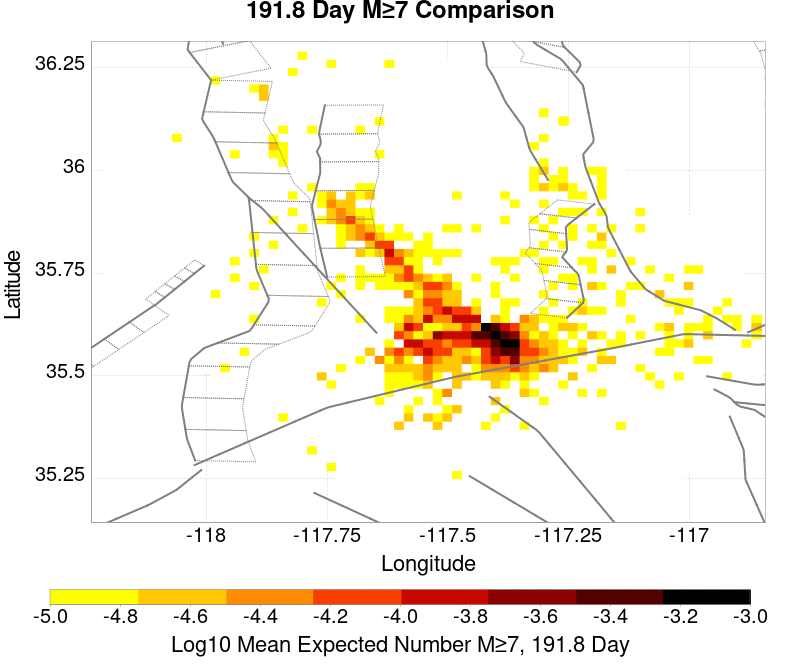 191.8 Day M≥7 Comparison
36.25
36
35.75
35.5
35.25
Latitude
-118 -117.75 -117.5 -117.25 -117
Longitude
-5.0 -4.8 -4.6 -4.4 -4.2 -4.0 -3.8 -3.6 -3.4 -3.2 -3.0
Log10 Mean Expected Number M≥7, 191.8 Day